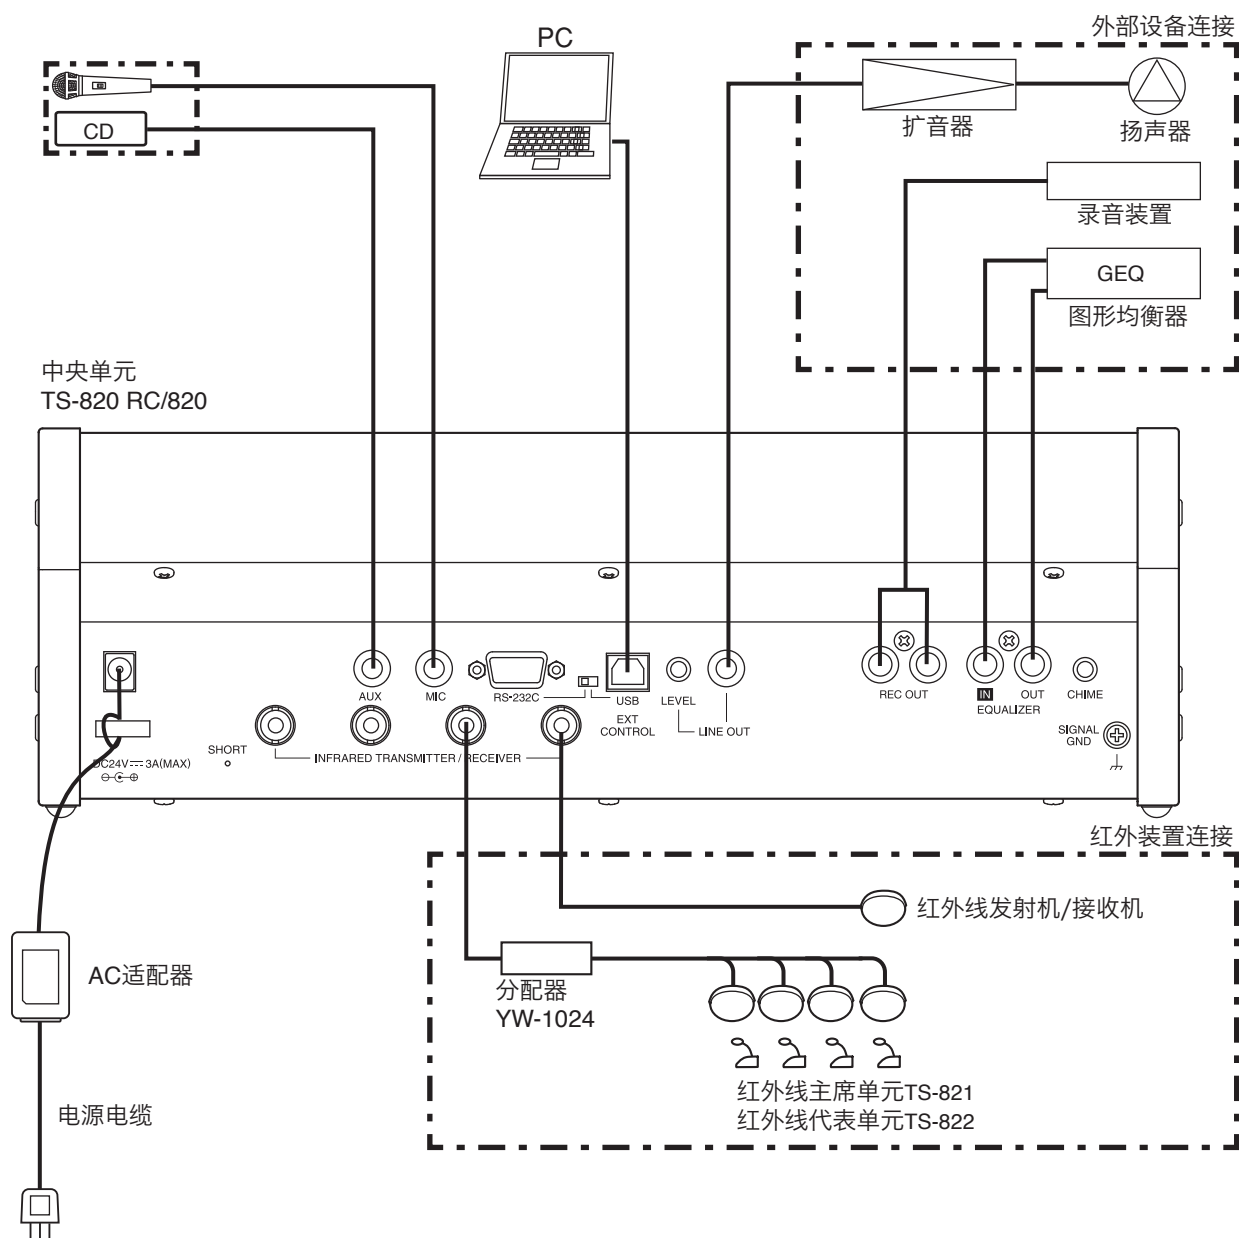 外部设备连接
PC
CD
扩音器
扬声器
录音装置
GEQ
图形均衡器
中央单元
TS-820 RC/820
AUX
MIC
RS-232C
USB
EXT
CONTROL
LEVEL
LINE OUT
REC OUT
IN
OUT
EQUALIZER
CHIME
SIGNAL
GND
DC24V⎓3A(MAX)
SHORT
INFRARED TRANSMITTER / RECEIVER
红外装置连接
红外线发射机/接收机
AC适配器
分配器
YW-1024
红外线主席单元TS-821
红外线代表单元TS-822
电源电缆